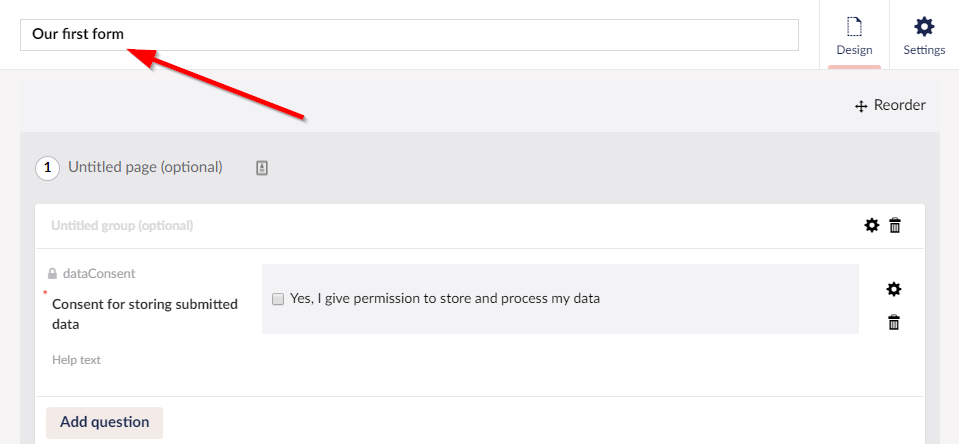 Our first form
Design
Settings
Reorder
1 Untitled page (optional)
Untitled group (optional)
dataConsent
* Consent for storing submitted
data
Yes, I give permission to store and process my data
Help text
Add question